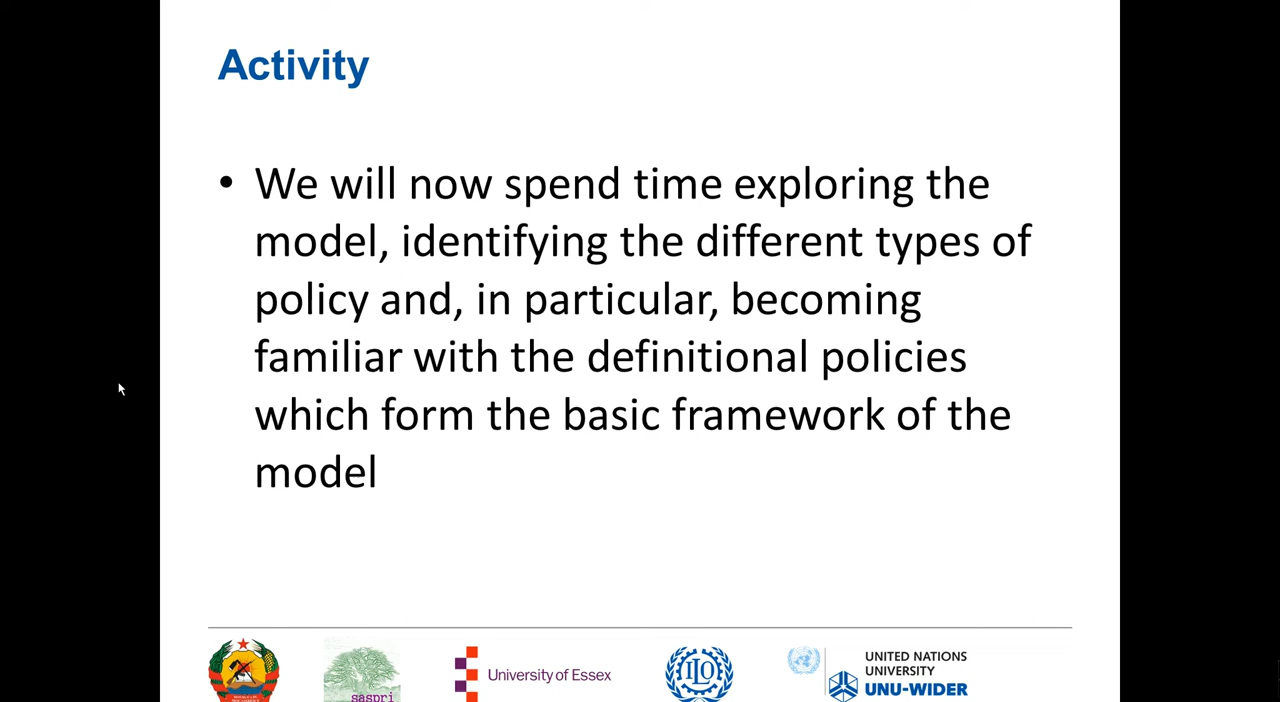 Activity
• We will now spend time exploring the
model, identifying the different types of
policy and, in particular, becoming
familiar with the definitional policies
which form the basic framework of the
model
saspri
University of Essex
ILO
UNITED NATIONS
UNIVERSITY
UNU-WIDER